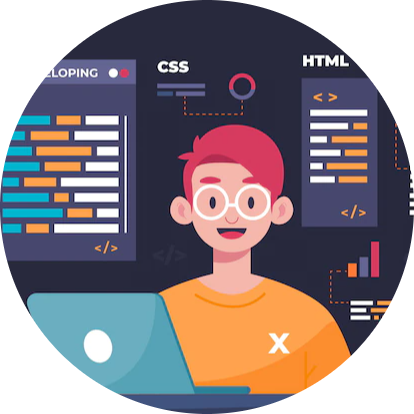 ELOPING
CSS
HTML
< >
</>
</>
</>
X